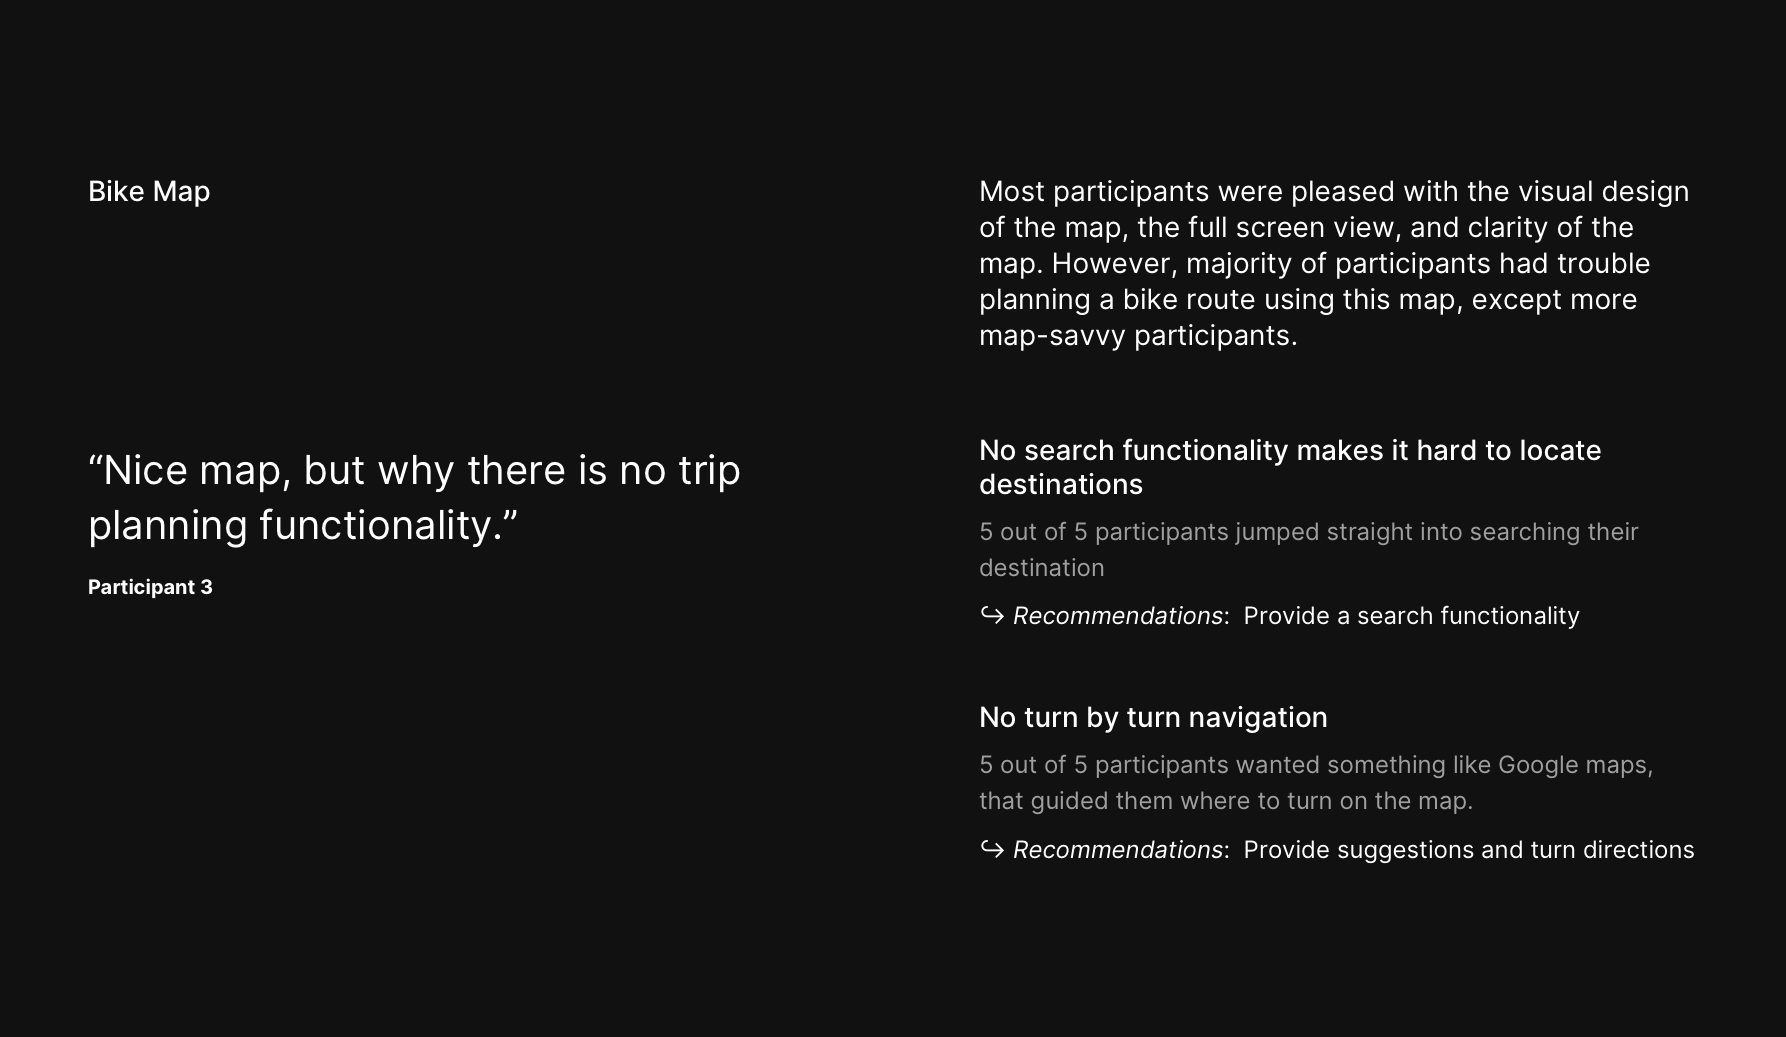 Bike Map
Most participants were pleased with the visual design
of the map, the full screen view, and clarity of the
map. However, majority of participants had trouble
planning a bike route using this map, except more
map-savvy participants.
“Nice map, but why there is no trip
planning functionality.”
Participant 3
No search functionality makes it hard to locate
destinations
5 out of 5 participants jumped straight into searching their
destination
↪ Recommendations:  Provide a search functionality
No turn by turn navigation
5 out of 5 participants wanted something like Google maps,
that guided them where to turn on the map.
↪ Recommendations:  Provide suggestions and turn directions